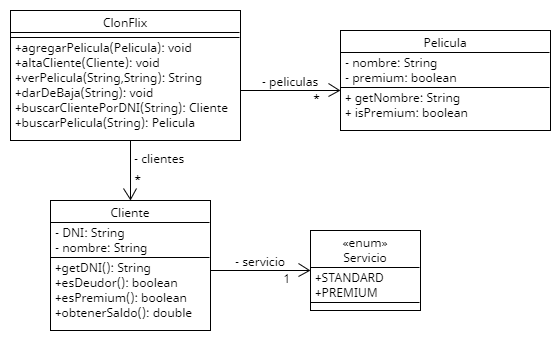 ClonFlix
+agregarPelicula(Pelicula): void
+altaCliente(Cliente): void
+verPelicula(String,String): String
+darDeBaja(String): void
+buscarClientePorDNI(String): Cliente
+buscarPelicula(String): Pelicula
- peliculas
*
Pelicula
- nombre: String
- premium: boolean
+ getNombre: String
+ isPremium: boolean
- clientes
*
Cliente
- DNI: String
- nombre: String
+getDNI(): String
+esDeudor(): boolean
+esPremium(): boolean
+obtenerSaldo(): double
- servicio
1
«enum»
Servicio
+STANDARD
+PREMIUM